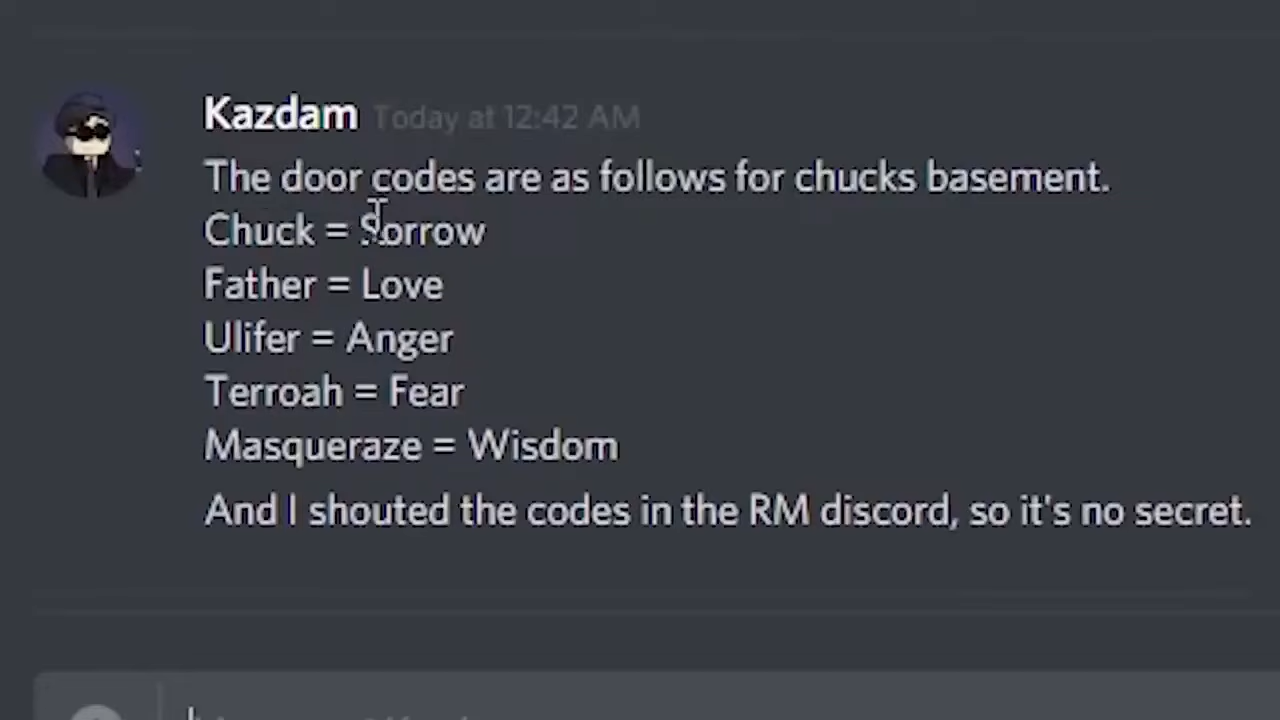 Kazdam Today at 12:42 AM
The door codes are as follows for chucks basement.
Chuck = Sorrow
Father = Love
Ulifer = Anger
Terroah = Fear
Masqueraze = Wisdom
And I shouted the codes in the RM discord, so it's no secret.